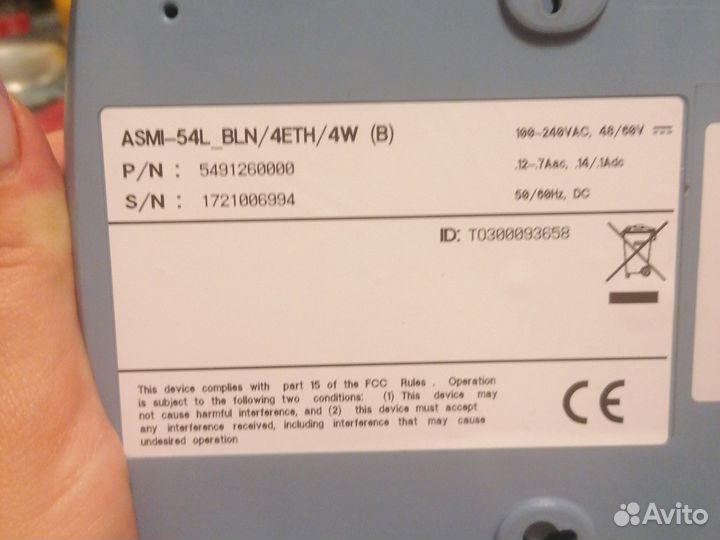 ASMI-54L_BLN/4ETH/4W (B)
100-240VAC, 48/60V
P/N : 5491260000
.12-.7Aac, .14/.1Adc
S/N : 1721006994
50/60Hz, DC
ID: TO300093658
This device complies with part 15 of the FCC Rules . Operation
is subject to the following two conditions: (1) This device may
not cause harmful interference, and (2) this device must accept
any interference received, including interference that may cause
undesired operation
CE
Avito